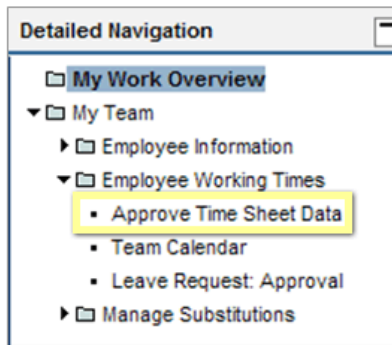 Detailed Navigation
My Work Overview
My Team
Employee Information
Employee Working Times
Approve Time Sheet Data
Team Calendar
Leave Request: Approval
Manage Substitutions